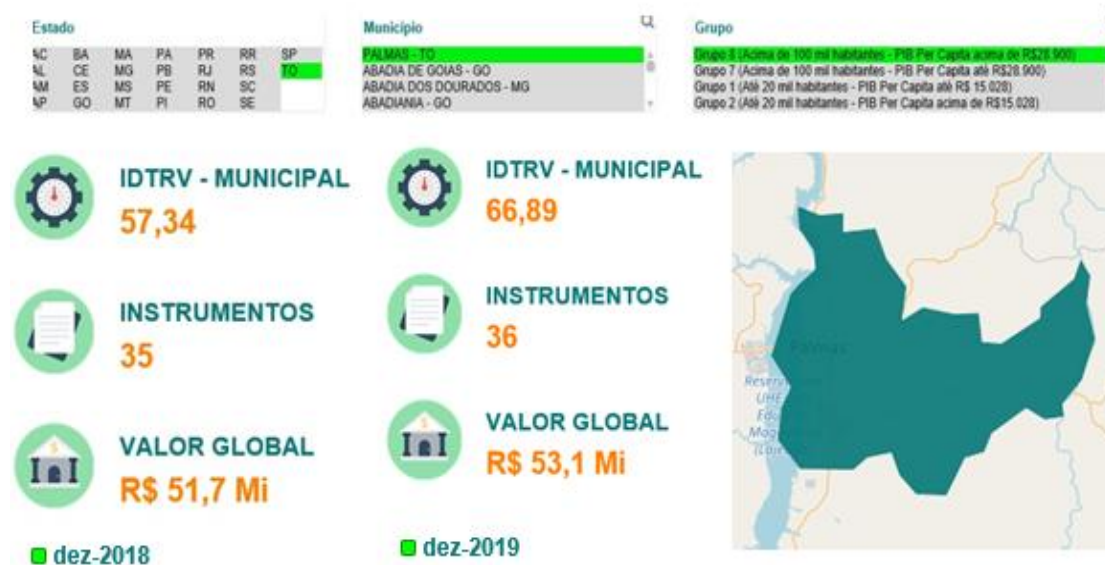 Estado
AC BA MA PA PR RR SP
AL CE MG PB RJ RS TO
AM ES MS PE RN SC
AP GO MT PI RO SE
Município
PALMAS - TO
ABADIA DE GOIAS - GO
ABADIA DOS DOURADOS - MG
ABADIANIA - GO
Grupo
Grupo 8 (Acima de 100 mil habitantes - PIB Per Capita acima de R$28.900)
Grupo 7 (Acima de 100 mil habitantes - PIB Per Capita até R$28.900)
Grupo 1 (Até 20 mil habitantes - PIB Per Capita até R$ 15.028)
Grupo 2 (Até 20 mil habitantes - PIB Per Capita acima de R$15.028)
IDTRV - MUNICIPAL
57,34
INSTRUMENTOS
35
VALOR GLOBAL
R$ 51,7 Mi
dez-2018
IDTRV - MUNICIPAL
66,89
INSTRUMENTOS
36
VALOR GLOBAL
R$ 53,1 Mi
dez-2019
Palmas
UHE